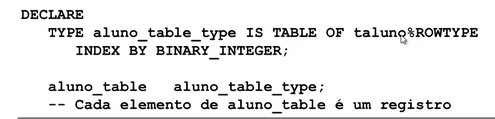 DECLARE
TYPE aluno_table_type IS TABLE OF taluno%ROWTYPE
INDEX BY BINARY_INTEGER;
aluno_table aluno_table_type;
-- Cada elemento de aluno_table é um registro